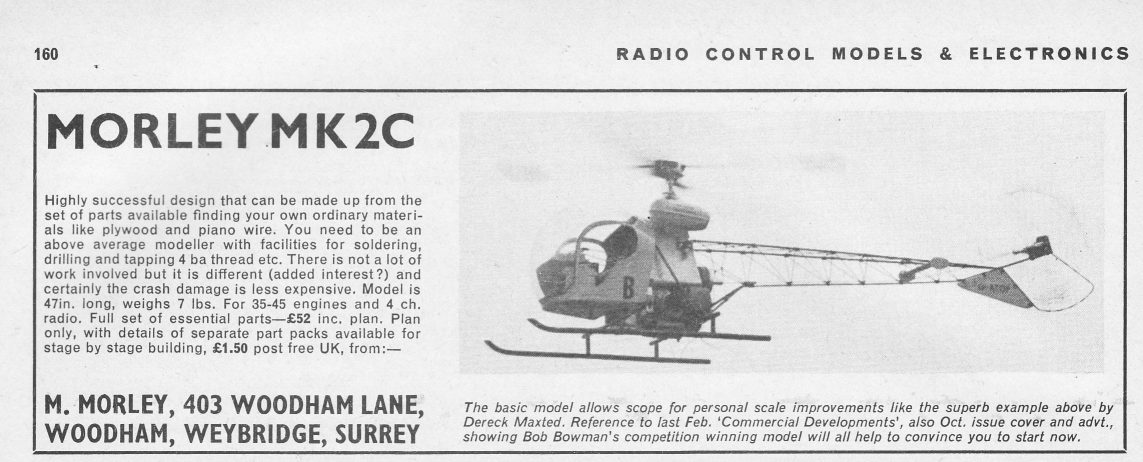 160
RADIO CONTROL MODELS & ELECTRONICS
MORLEY MK 2C
Highly successful design that can be made up from the
set of parts available finding your own ordinary materi-
als like plywood and piano wire. You need to be an
above average modeller with facilities for soldering,
drilling and tapping 4 ba thread etc. There is not a lot of
work involved but it is different (added interest?) and
certainly the crash damage is less expensive. Model is
47in. long, weighs 7 lbs. For 35-45 engines and 4 ch.
radio. Full set of essential parts—£52 inc. plan. Plan
only, with details of separate part packs available for
stage by stage building, £1.50 post free UK, from:—
M. MORLEY, 403 WOODHAM LANE,
WOODHAM, WEYBRIDGE, SURREY
B
The basic model allows scope for personal scale improvements like the superb example above by
Dereck Maxted. Reference to last Feb. 'Commercial Developments', also Oct. issue cover and advt.,
showing Bob Bowman's competition winning model will all help to convince you to start now.